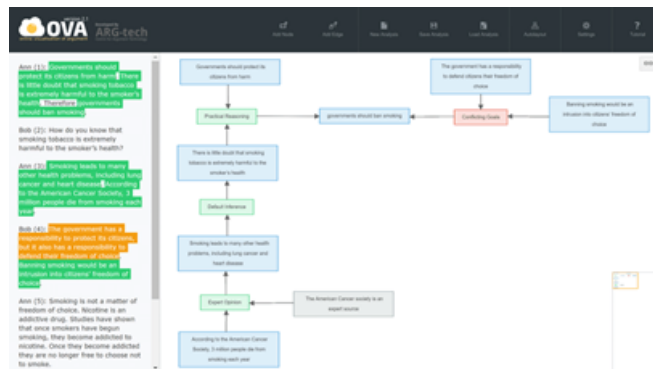 version 2.1
OVA
Developed by
ARG-tech
Add Node
Add Edge
New Analysis
Save Analysis
Load Analysis
Autolayout
Settings
Tutorial
Ann (1): Governments should
protect its citizens from harm. There
is little doubt that smoking tobacco
is extremely harmful to the smoker's
health. Therefore governments
should ban smoking.
Bob (2): How do you know that
smoking tobacco is extremely
harmful to the smoker's health?
Ann (3): Smoking leads to many
other health problems, including lung
cancer and heart disease. According
to the American Cancer Society, 3
million people die from smoking each
year.
Bob (4): The government has a
responsibility to protect its citizens,
but it also has a responsibility to
defend their freedom of choice.
Banning smoking would be an
intrusion into citizens' freedom of
choice.
Ann (5): Smoking is not a matter of
freedom of choice. Nicotine is an
addictive drug. Studies have shown
that once smokers have begun
smoking, they become addicted to
nicotine. Once they become addicted
they are no longer free to choose not
to smoke.
Governments should protect its
citizens from harm
The government has a responsibility
to defend citizens their freedom of
choice
Practical Reasoning
governments should ban smoking
Conflicting Goals
Banning smoking would be an
intrusion into citizens' freedom of
choice
There is little doubt that smoking
tobacco is extremely harmful to the
smoker's health
Default Inference
Smoking leads to many other health
problems, including lung cancer and
heart disease
Expert Opinion
The American Cancer society is an
expert source
According to the American Cancer
Society, 3 million people die from
smoking each year